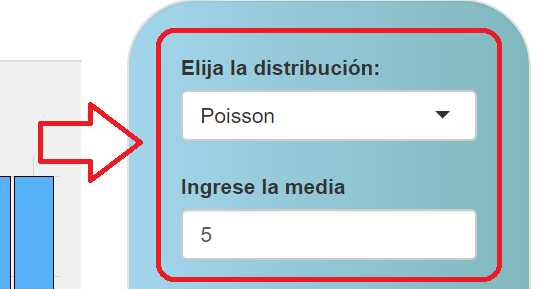 Elija la distribución:
Poisson
Ingrese la media
5